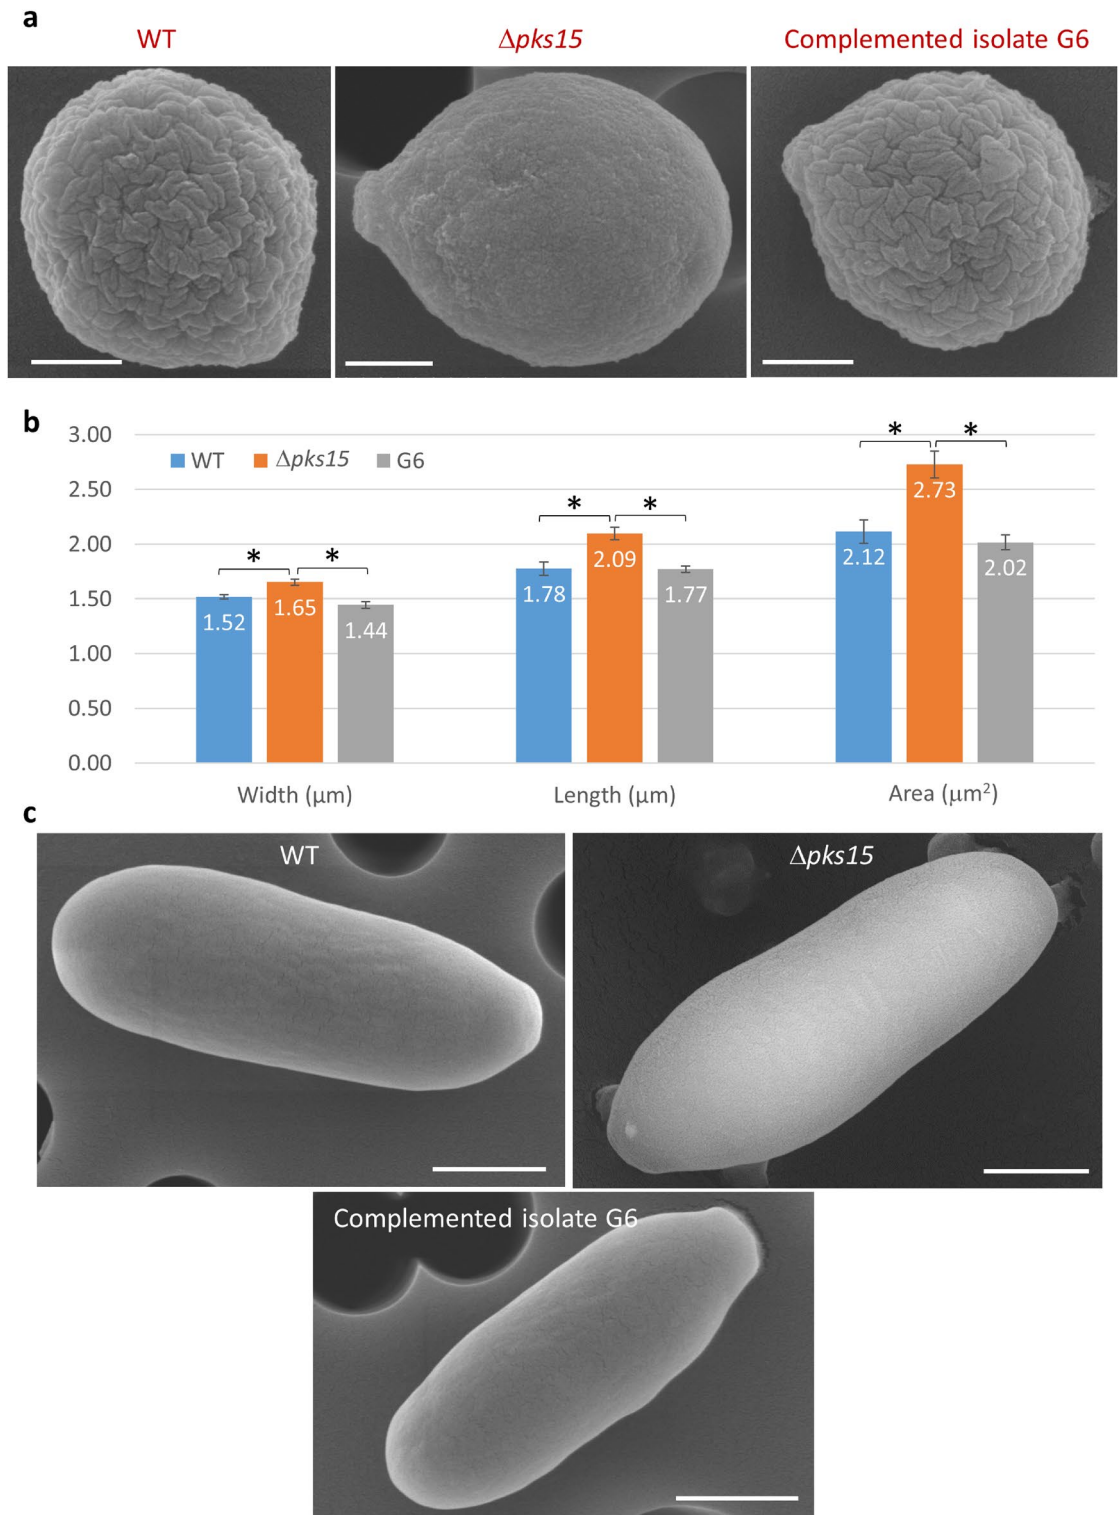 a
WT
Δpks15
Complemented isolate G6
b
3.00
2.50
2.00
1.50
1.00
0.50
0.00
WT Δpks15 G6
* *
1.52 1.65 1.44
* *
1.78 2.09 1.77
* *
2.12 2.73 2.02
Width (μm) Length (μm) Area (μm²)
c
WT
Δpks15
Complemented isolate G6